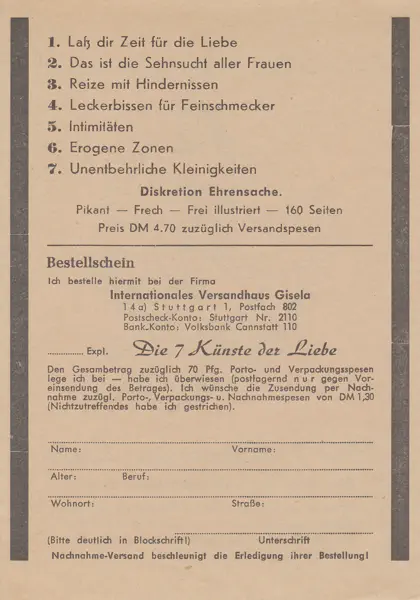 1. Laß dir Zeit für die Liebe
2. Das ist die Sehnsucht aller Frauen
3. Reize mit Hindernissen
4. Leckerbissen für Feinschmecker
5. Intimitäten
6. Erogene Zonen
7. Unentbehrliche Kleinigkeiten
Diskretion Ehrensache.
Pikant — Frech — Frei illustriert — 160 Seiten
Preis DM 4.70 zuzüglich Versandspesen
Bestellschein
Ich bestelle hiermit bei der Firma
Internationales Versandhaus Gisela
14a) Stuttgart 1, Postfach 802
Postscheck-Konto: Stuttgart Nr. 2110
Bank-Konto: Volksbank Cannstatt 110
............ Expl. Die 7 Künste der Liebe
Den Gesambetrag zuzüglich 70 Pfg. Porto- und Verpackungsspesen
lege ich bei — habe ich überwiesen (postlagernd nur gegen Vor-
einsendung des Betrages). Ich wünsche die Zusendung per Nach-
nahme zuzügl. Porto-, Verpackungs- u. Nachnahmespesen von DM 1,30
(Nichtzutreffendes habe ich gestrichen).
Name: Vorname:
Alter: Beruf:
Wohnort: Straße:
(Bitte deutlich in Blockschrift!) Unterschrift
Nachnahme-Versand beschleunigt die Erledigung ihrer Bestellung!